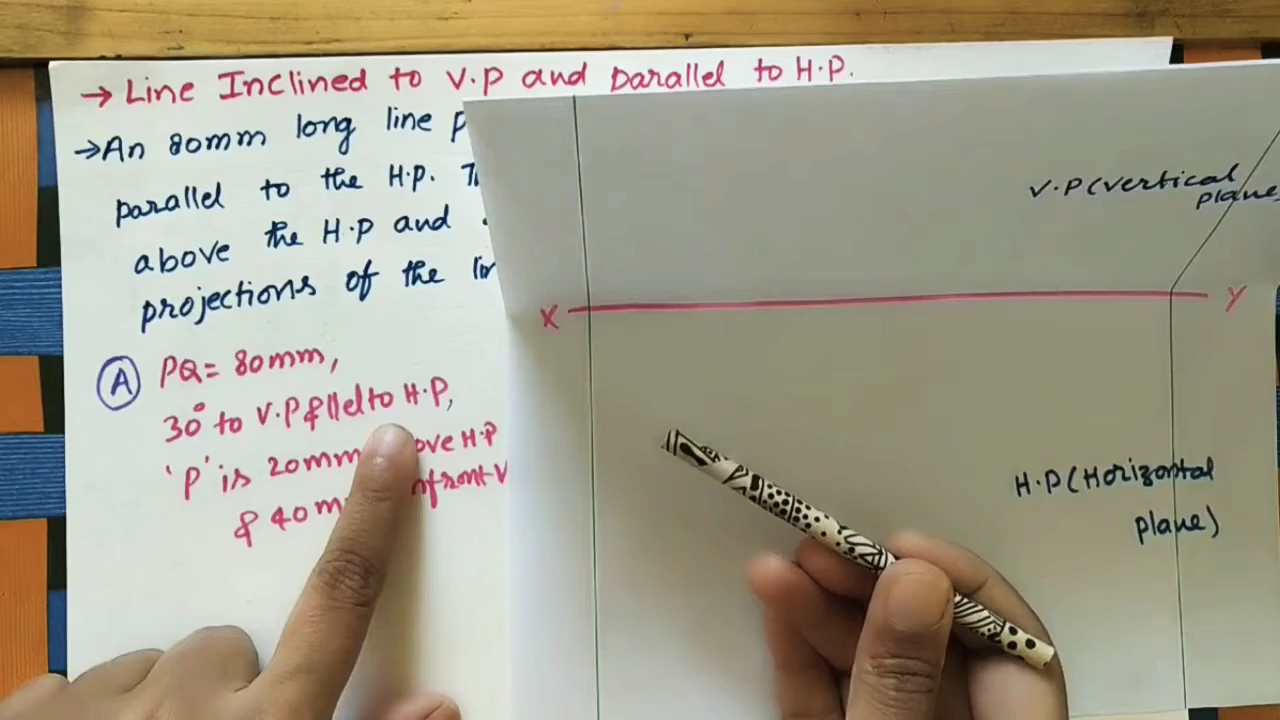 → Line Inclined to V.P and parallel to H.P.
→ An 80mm long line
parallel to the H.P.
above the H.P and
projections of the
V.P(Vertical
plane
X Y
A PQ = 80mm,
30° to V.P & llel to H.P,
'P' is 20mm H.P
& 40
H.P(Horizontal
plane)